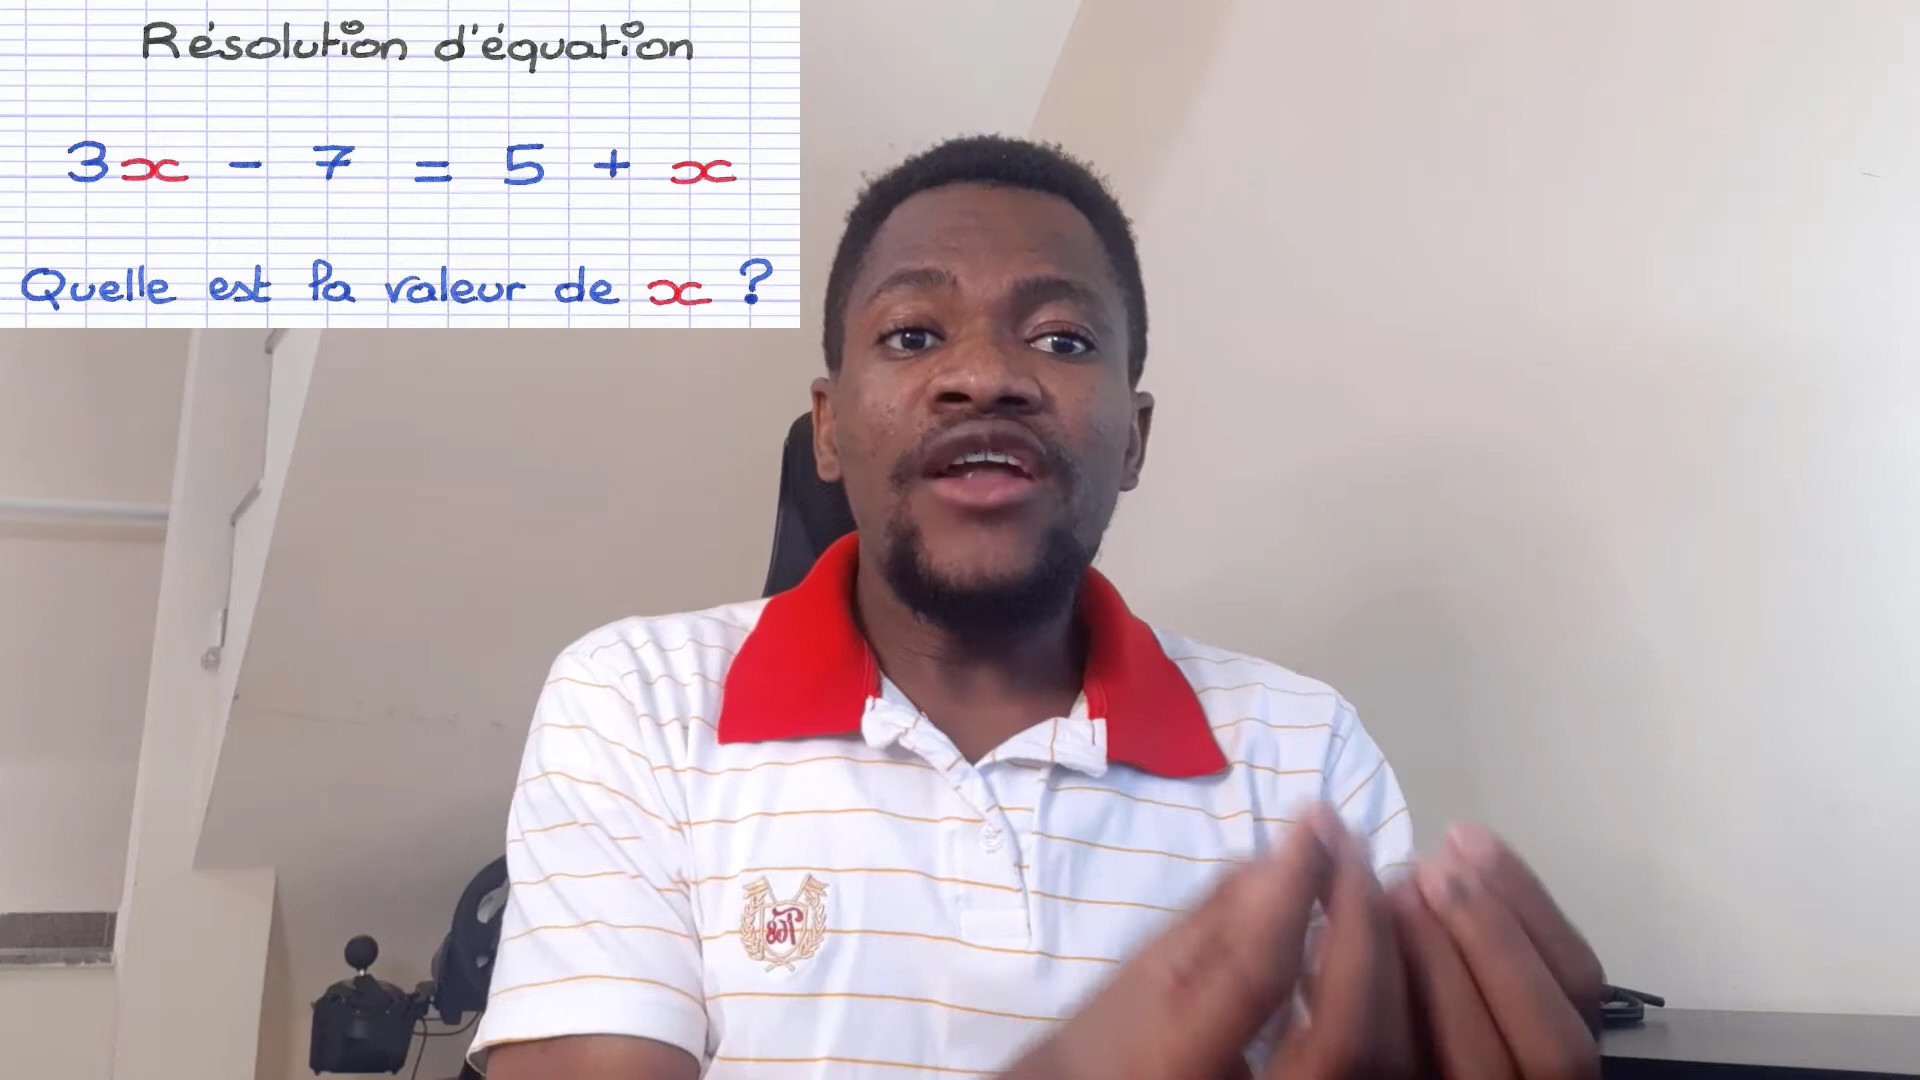 Résolution d'équation
3x - 7 = 5 + x
Quelle est la valeur de x ?